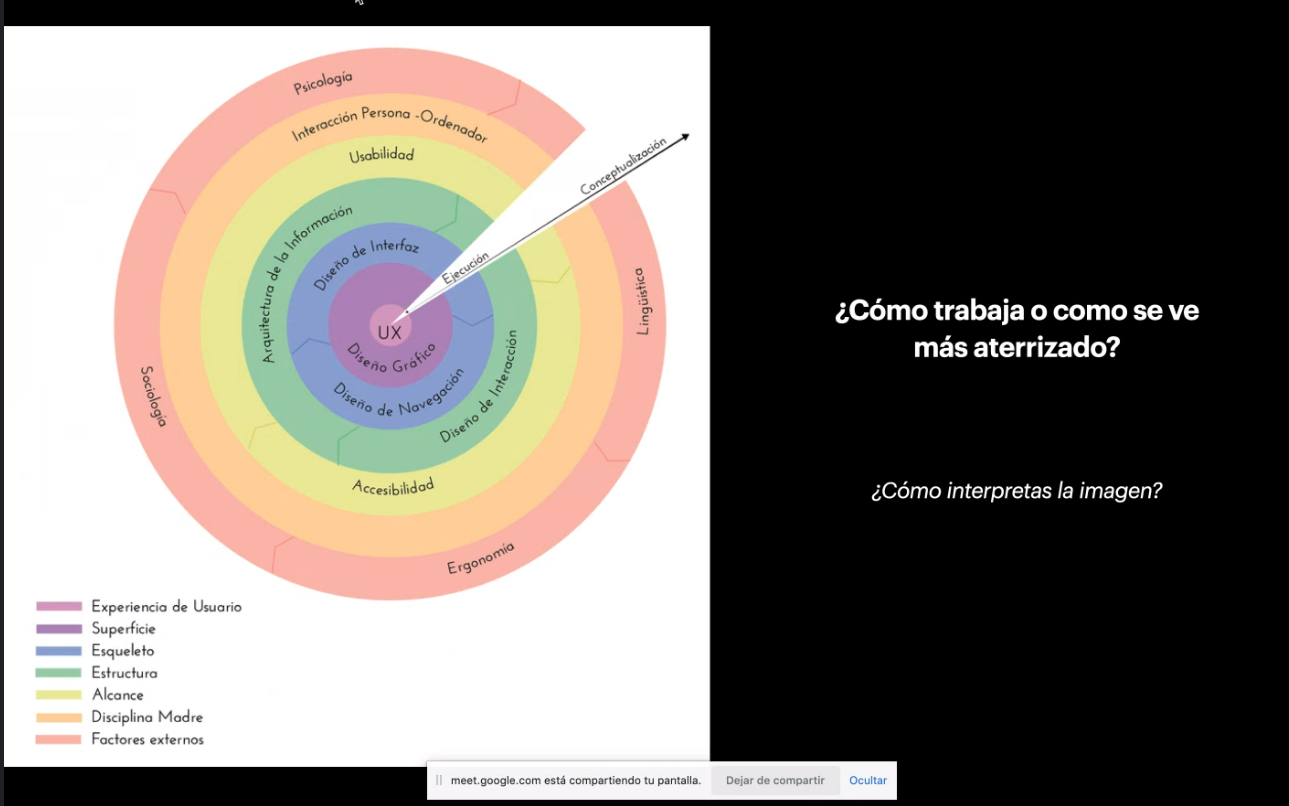 Psicología
Interacción Persona -Ordenador
Usabilidad
Conceptualización
Arquitectura de la Información
Diseño de Interfaz
Ejecución
Lingüística
UX
Diseño Gráfico
Diseño de Navegación
Diseño de Interacción
Sociología
Accesibilidad
Ergonomía
Experiencia de Usuario
Superficie
Esqueleto
Estructura
Alcance
Disciplina Madre
Factores externos
¿Cómo trabaja o como se ve
más aterrizado?
¿Cómo interpretas la imagen?
meet.google.com está compartiendo tu pantalla. Dejar de compartir Ocultar